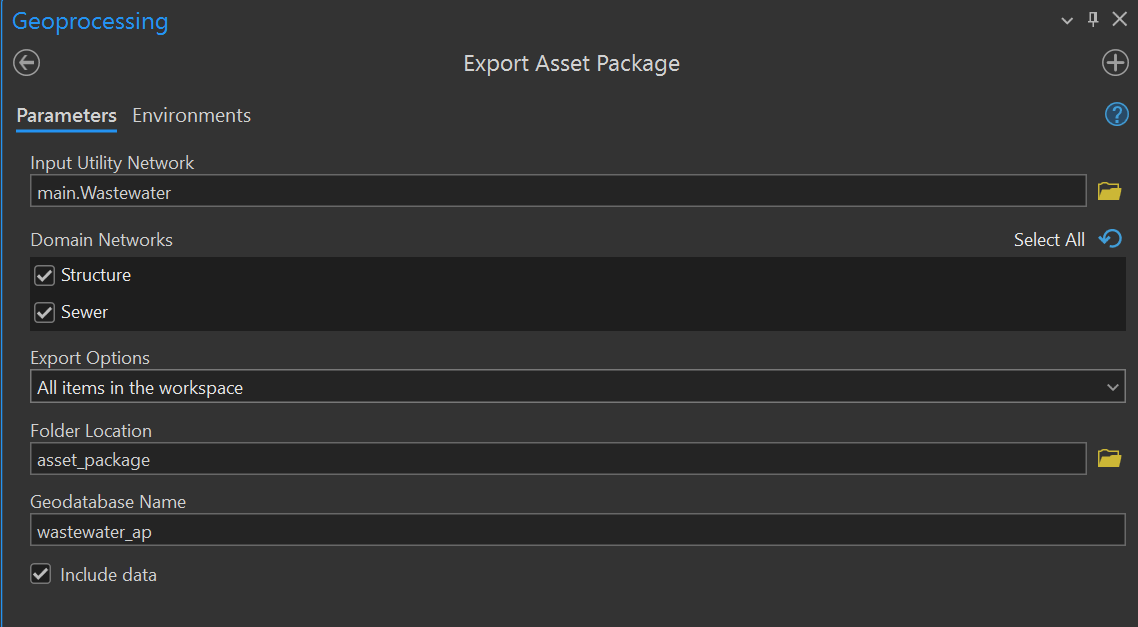 Geoprocessing
Export Asset Package
Parameters Environments
Input Utility Network
main.Wastewater
Domain Networks Select All
Structure
Sewer
Export Options
All items in the workspace
Folder Location
asset_package
Geodatabase Name
wastewater_ap
Include data